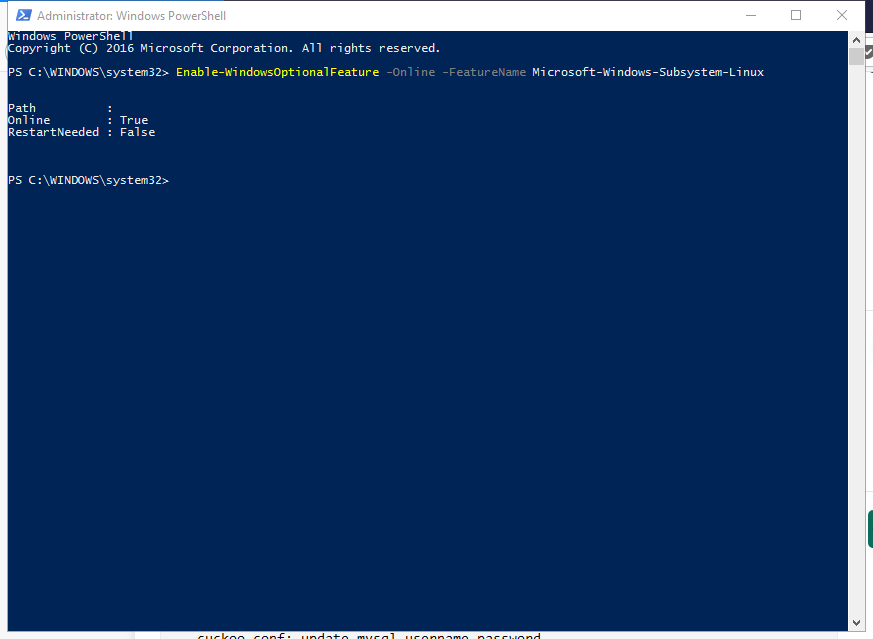 Administrator: Windows PowerShell
Windows PowerShell
Copyright (C) 2016 Microsoft Corporation. All rights reserved.
PS C:\WINDOWS\system32> Enable-WindowsOptionalFeature -Online -FeatureName Microsoft-Windows-Subsystem-Linux
Path :
Online : True
RestartNeeded : False
PS C:\WINDOWS\system32>
cuckoo.conf: update mysql username password